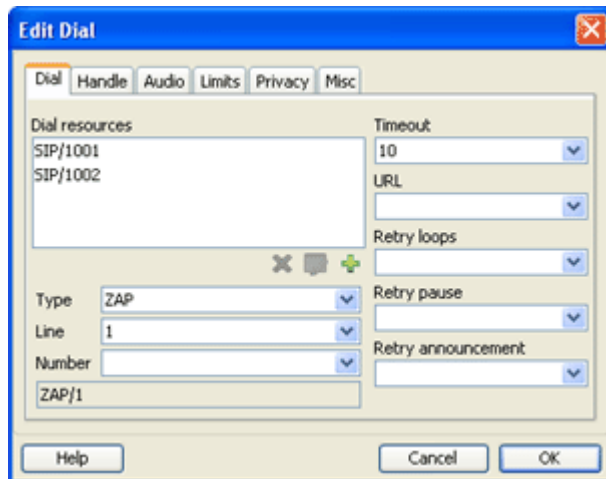 Edit Dial
Dial Handle Audio Limits Privacy Misc
Dial resources
SIP/1001
SIP/1002
Type ZAP
Line 1
Number
ZAP/1
Timeout
10
URL
Retry loops
Retry pause
Retry announcement
Help Cancel OK